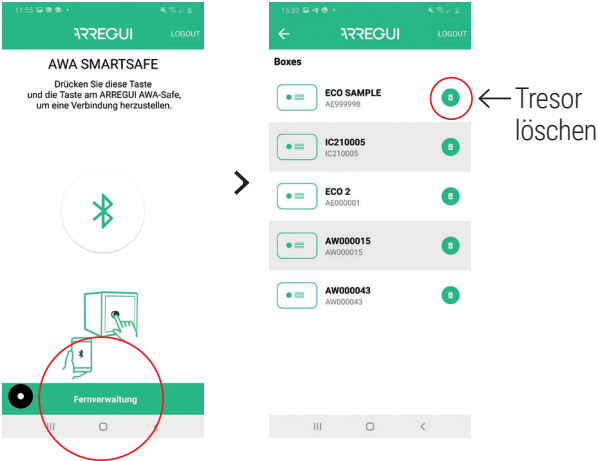 11:55
ARREGUI
LOGOUT
AWA SMARTSAFE
Drücken Sie diese Taste
und die Taste am ARREGUI AWA-Safe,
um eine Verbindung herzustellen.
Fernverwaltung
15:32
ARREGUI
LOGOUT
Boxes
ECO SAMPLE
AE999998
IC210005
IC210005
ECO 2
AE000001
AW000015
AW000015
AW000043
AW000043
Tresor
löschen